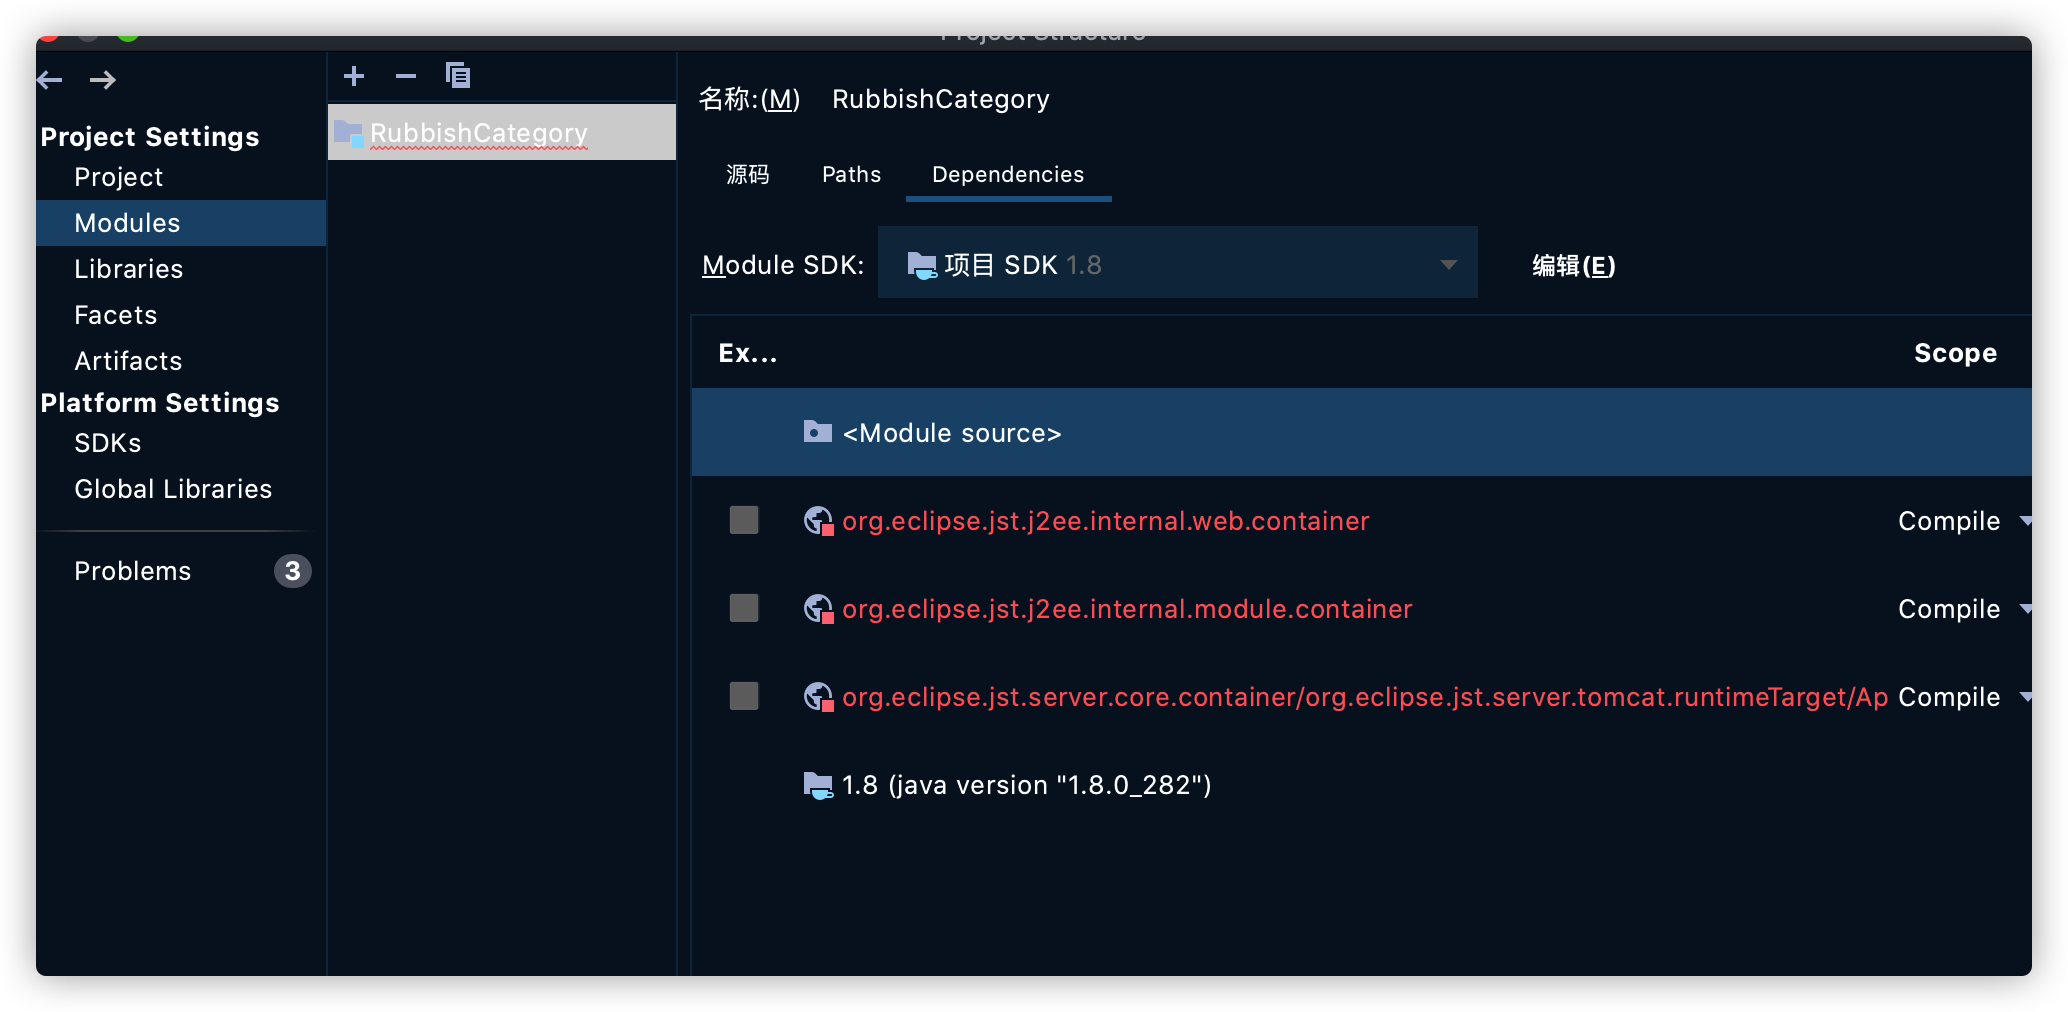 Project Structure
Project Settings
Project
Modules
Libraries
Facets
Artifacts
Platform Settings
SDKs
Global Libraries
Problems 3
RubbishCategory
名称:(M) RubbishCategory
源码 Paths Dependencies
Module SDK: 项目 SDK 1.8 编辑(E)
Ex... Scope
<Module source>
org.eclipse.jst.j2ee.internal.web.container Compile
org.eclipse.jst.j2ee.internal.module.container Compile
org.eclipse.jst.server.core.container/org.eclipse.jst.server.tomcat.runtimeTarget/Ap Compile
1.8 (java version "1.8.0_282")